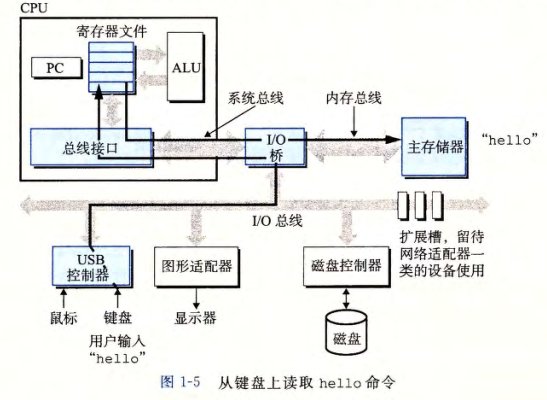 CPU
寄存器文件
PC
ALU
系统总线
内存总线
总线接口
I/O
桥
主存储器
“hello”
I/O 总线
扩展槽，留待
网络适配器一
类的设备使用
USB
控制器
图形适配器
磁盘控制器
鼠标
键盘
显示器
用户输入
“hello”
磁盘
图 1-5 从键盘上读取 hello 命令